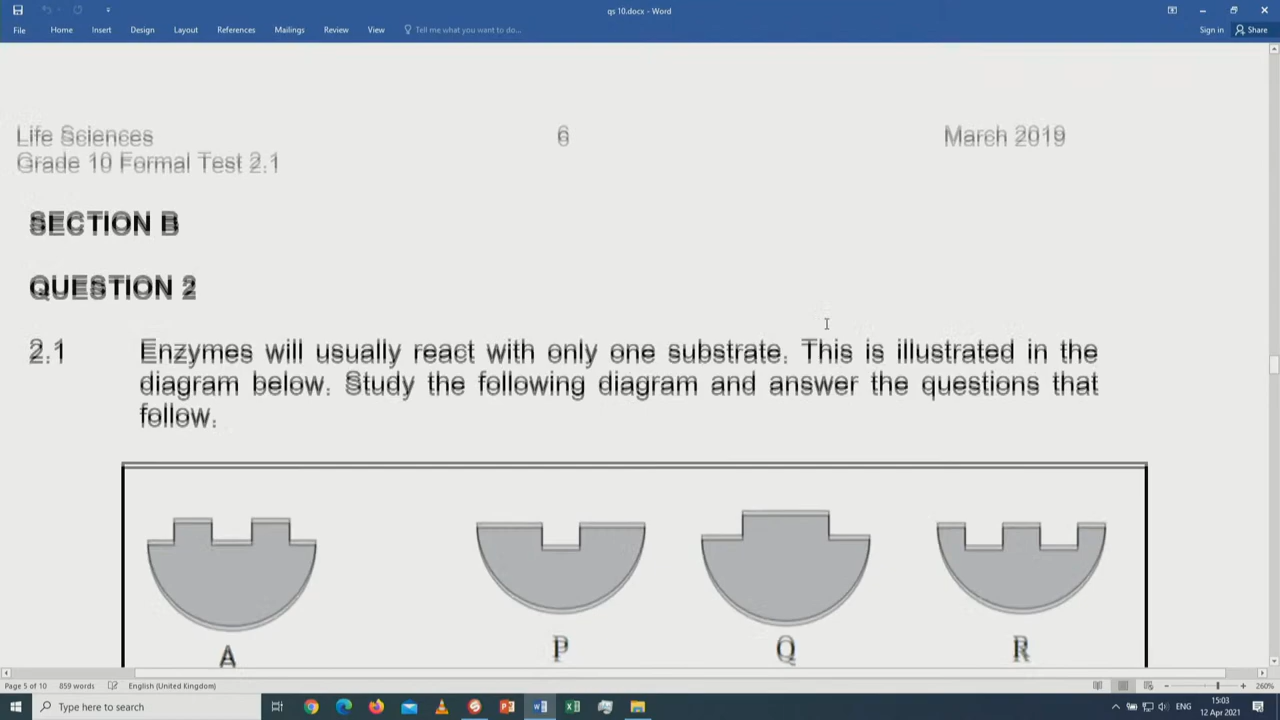 qs 10.docx - Word
File Home Insert Design Layout References Mailings Review View Tell me what you want to do... Sign in Share
Life Sciences 6 March 2019
Grade 10 Formal Test 2.1
SECTION B
QUESTION 2
2.1 Enzymes will usually react with only one substrate. This is illustrated in the
diagram below. Study the following diagram and answer the questions that
follow.
A P Q R
Page 5 of 10 859 words English (United Kingdom) 260%
Type here to search
ENG
15:03
12 Apr 2021